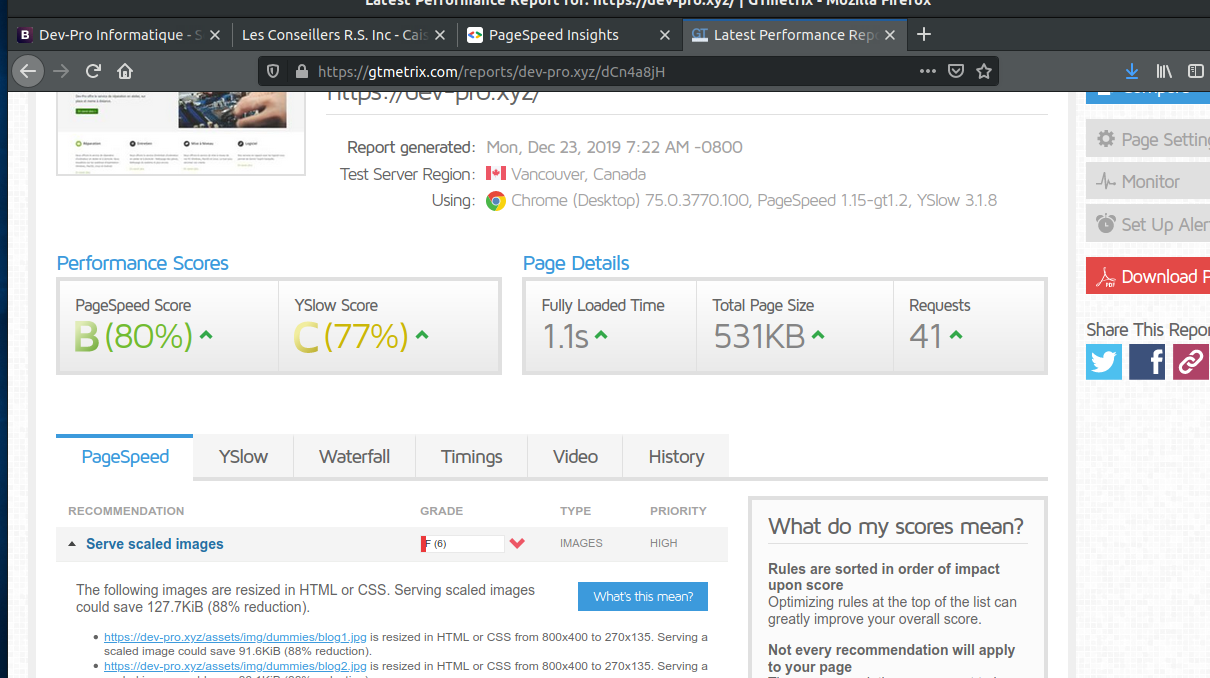 Latest Performance Report for: https://dev-pro.xyz/ | GTmetrix - Mozilla Firefox
Dev-Pro Informatique - S
Les Conseillers R.S. Inc - Cais
PageSpeed Insights
GT Latest Performance Repo
https://gtmetrix.com/reports/dev-pro.xyz/dCn4a8jH
https://dev-pro.xyz/
Compare
Report generated: Mon, Dec 23, 2019 7:22 AM -0800
Test Server Region: Vancouver, Canada
Using: Chrome (Desktop) 75.0.3770.100, PageSpeed 1.15-gt1.2, YSlow 3.1.8
Page Setting
Monitor
Set Up Aler
Download P
Share This Repor
Performance Scores
PageSpeed Score
B (80%)
YSlow Score
C (77%)
Page Details
Fully Loaded Time
1.1s
Total Page Size
531KB
Requests
41
PageSpeed YSlow Waterfall Timings Video History
RECOMMENDATION GRADE TYPE PRIORITY
Serve scaled images F (6) IMAGES HIGH
The following images are resized in HTML or CSS. Serving scaled images
could save 127.7KiB (88% reduction).
What's this mean?
• https://dev-pro.xyz/assets/img/dummies/blog1.jpg is resized in HTML or CSS from 800x400 to 270x135. Serving a
scaled image could save 91.6KiB (88% reduction).
• https://dev-pro.xyz/assets/img/dummies/blog2.jpg is resized in HTML or CSS from 800x400 to 270x135. Serving a
What do my scores mean?
Rules are sorted in order of impact
upon score
Optimizing rules at the top of the list can
greatly improve your overall score.
Not every recommendation will apply
to your page